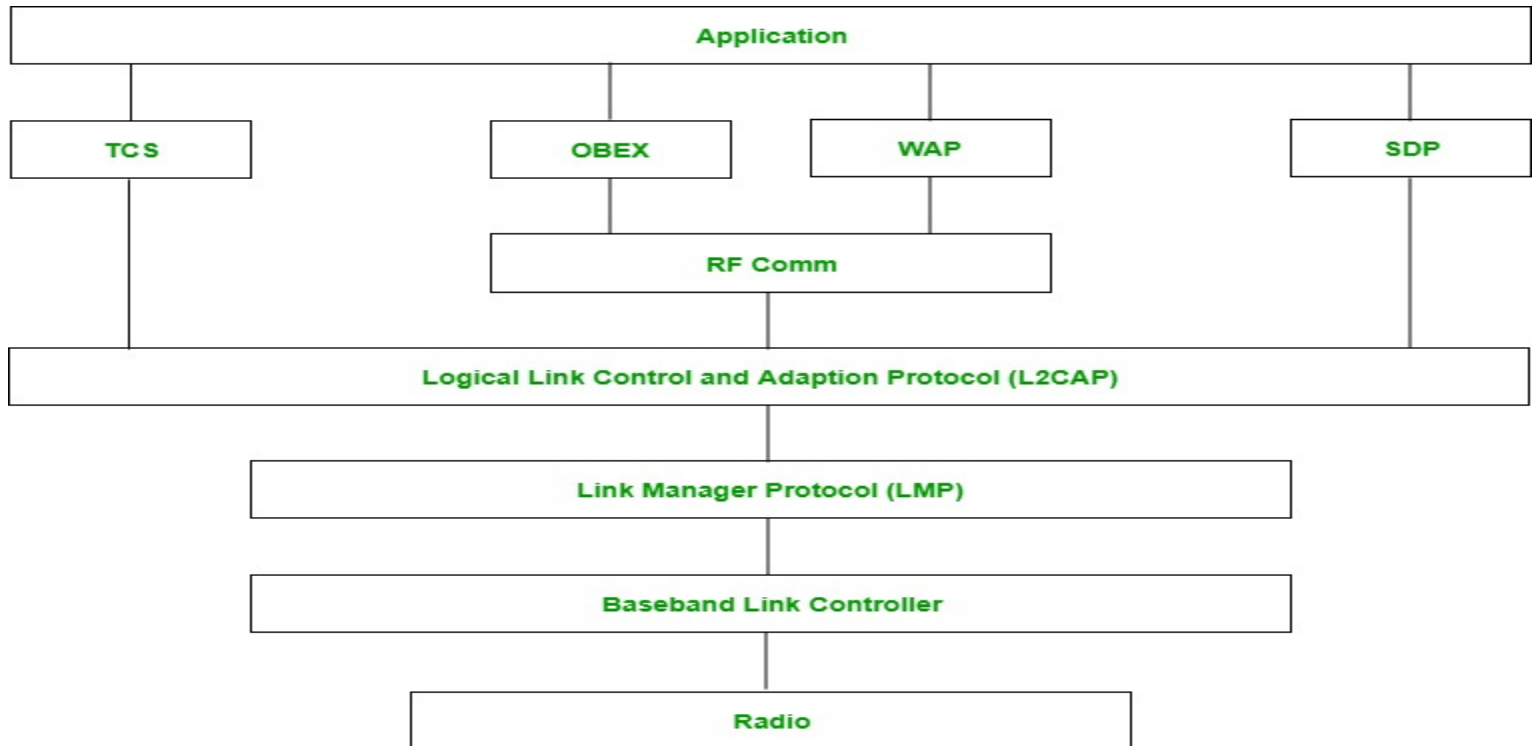 Application
TCS
OBEX
WAP
SDP
RF Comm
Logical Link Control and Adaption Protocol (L2CAP)
Link Manager Protocol (LMP)
Baseband Link Controller
Radio